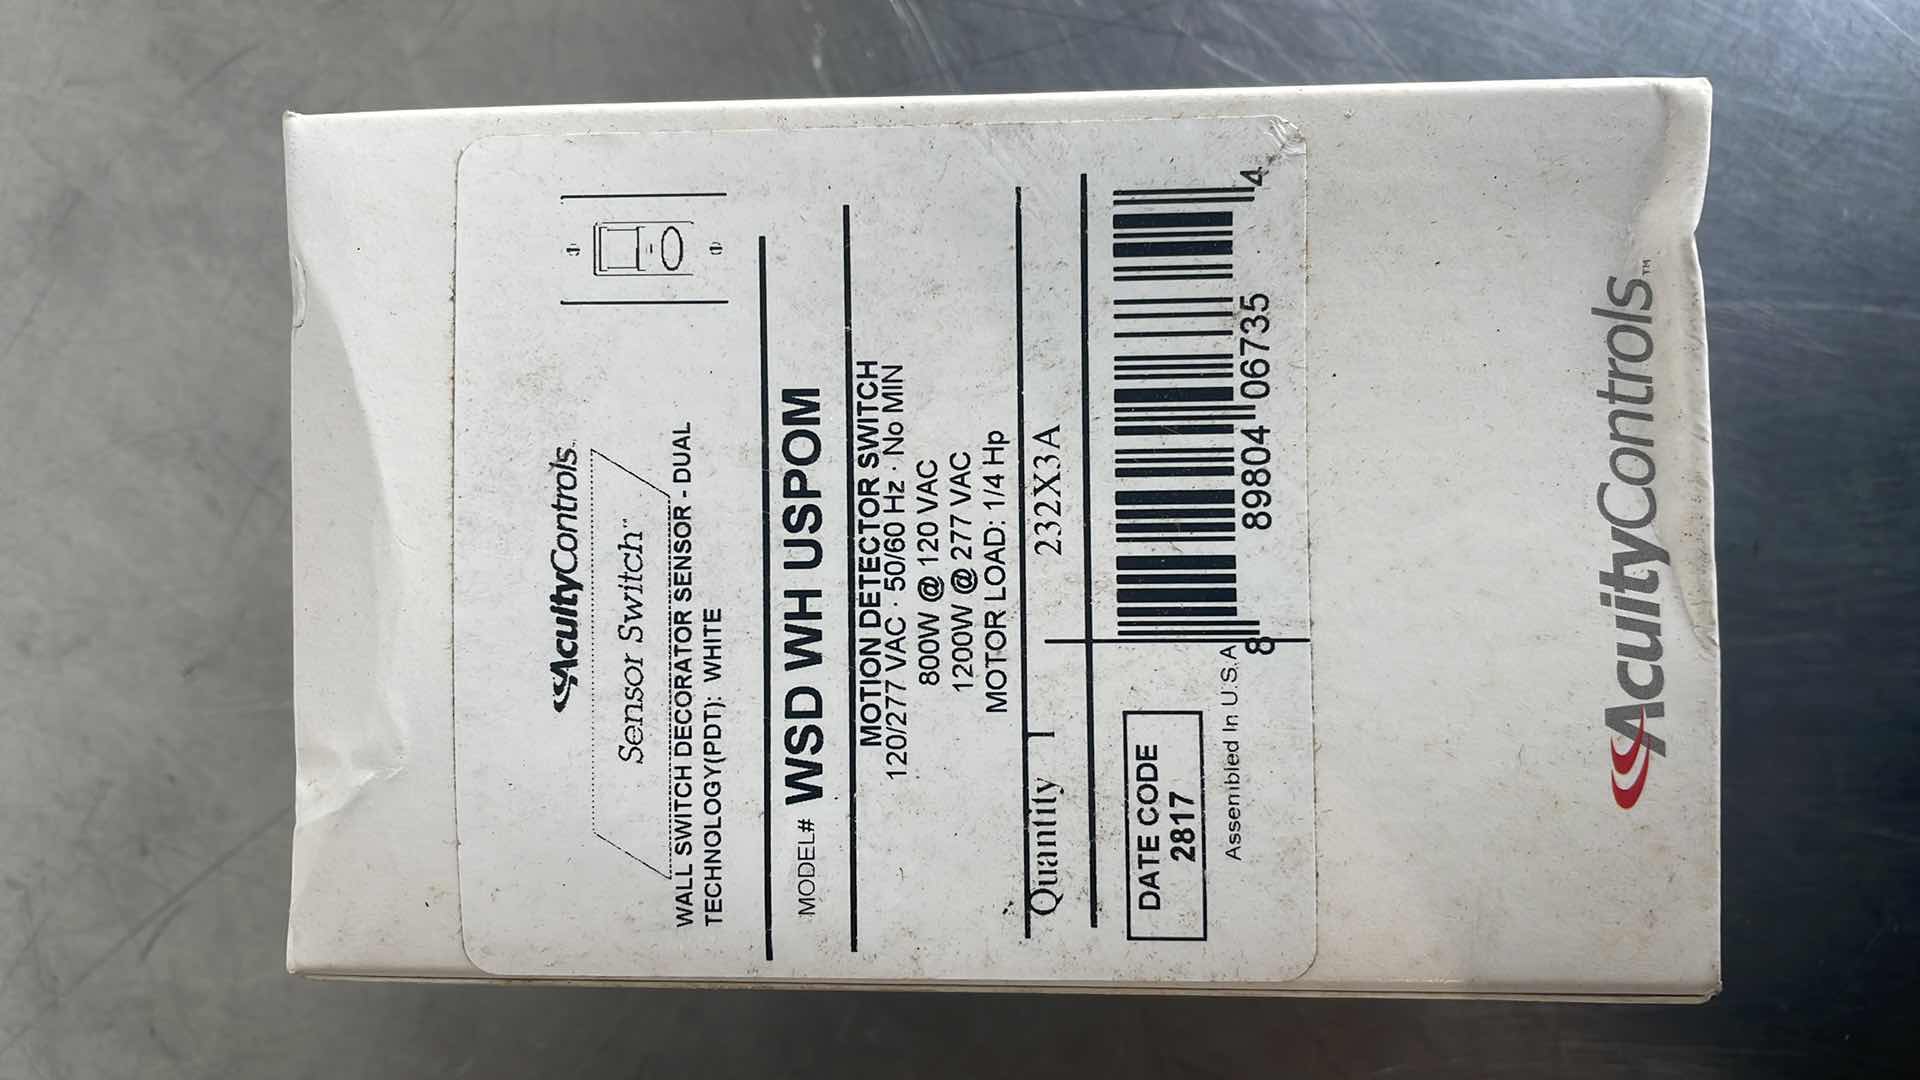 AcuityControls™
Sensor Switch™
WALL SWITCH DECORATOR SENSOR - DUAL
TECHNOLOGY(PDT): WHITE
MODEL# WSD WH USPOM
MOTION DETECTOR SWITCH
120/277 VAC · 50/60 Hz · No MIN
800W @ 120 VAC
1200W @ 277 VAC
MOTOR LOAD: 1/4 Hp
Quantity 1 232X3A
DATE CODE
2817
Assembled In U.S.A
8 89804 06735 4
AcuityControls™